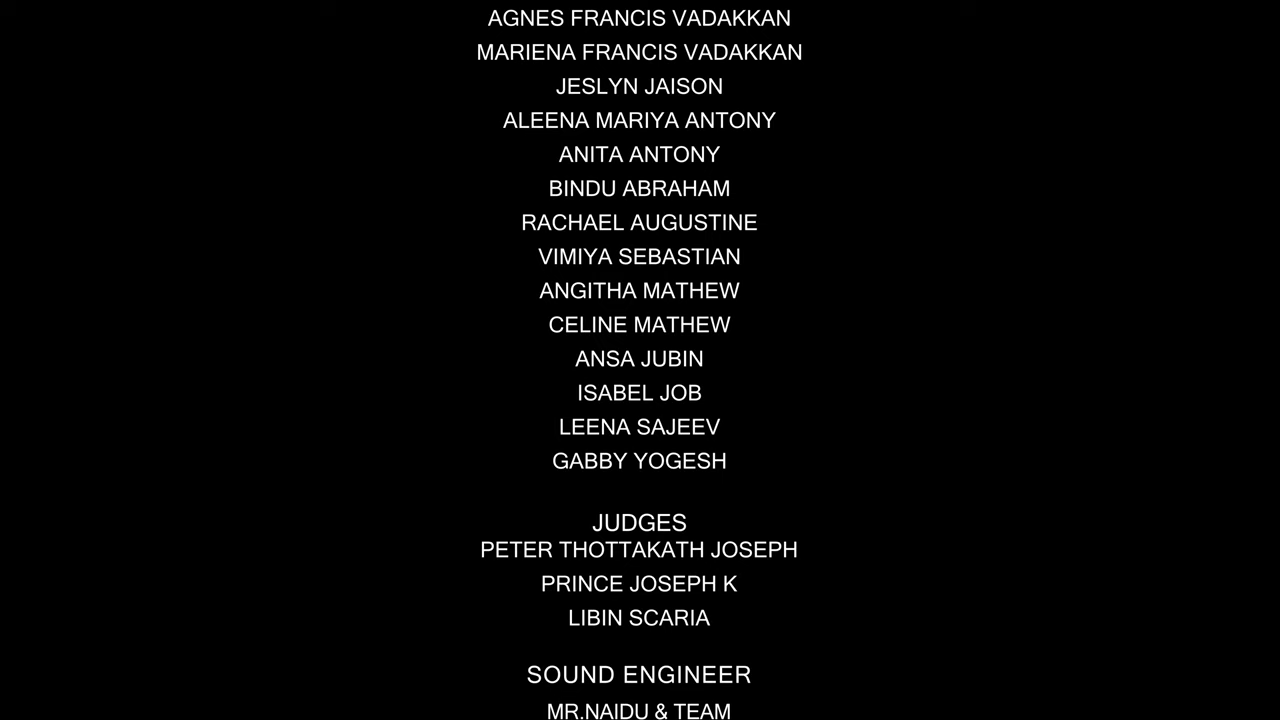 AGNES FRANCIS VADAKKAN
MARIENA FRANCIS VADAKKAN
JESLYN JAISON
ALEENA MARIYA ANTONY
ANITA ANTONY
BINDU ABRAHAM
RACHAEL AUGUSTINE
VIMIYA SEBASTIAN
ANGITHA MATHEW
CELINE MATHEW
ANSA JUBIN
ISABEL JOB
LEENA SAJEEV
GABBY YOGESH
JUDGES
PETER THOTTAKATH JOSEPH
PRINCE JOSEPH K
LIBIN SCARIA
SOUND ENGINEER
MR.NAIDU & TEAM